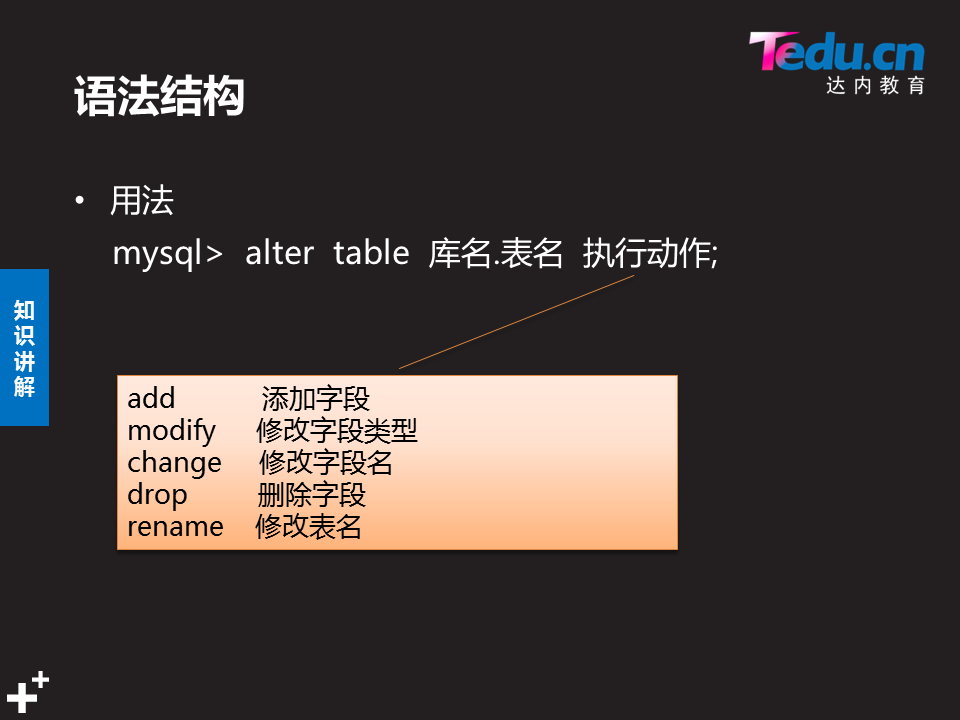 Tedu.cn
达内教育
语法结构
• 用法
mysql> alter table 库名.表名 执行动作;
知识讲解
add 添加字段
modify 修改字段类型
change 修改字段名
drop 删除字段
rename 修改表名